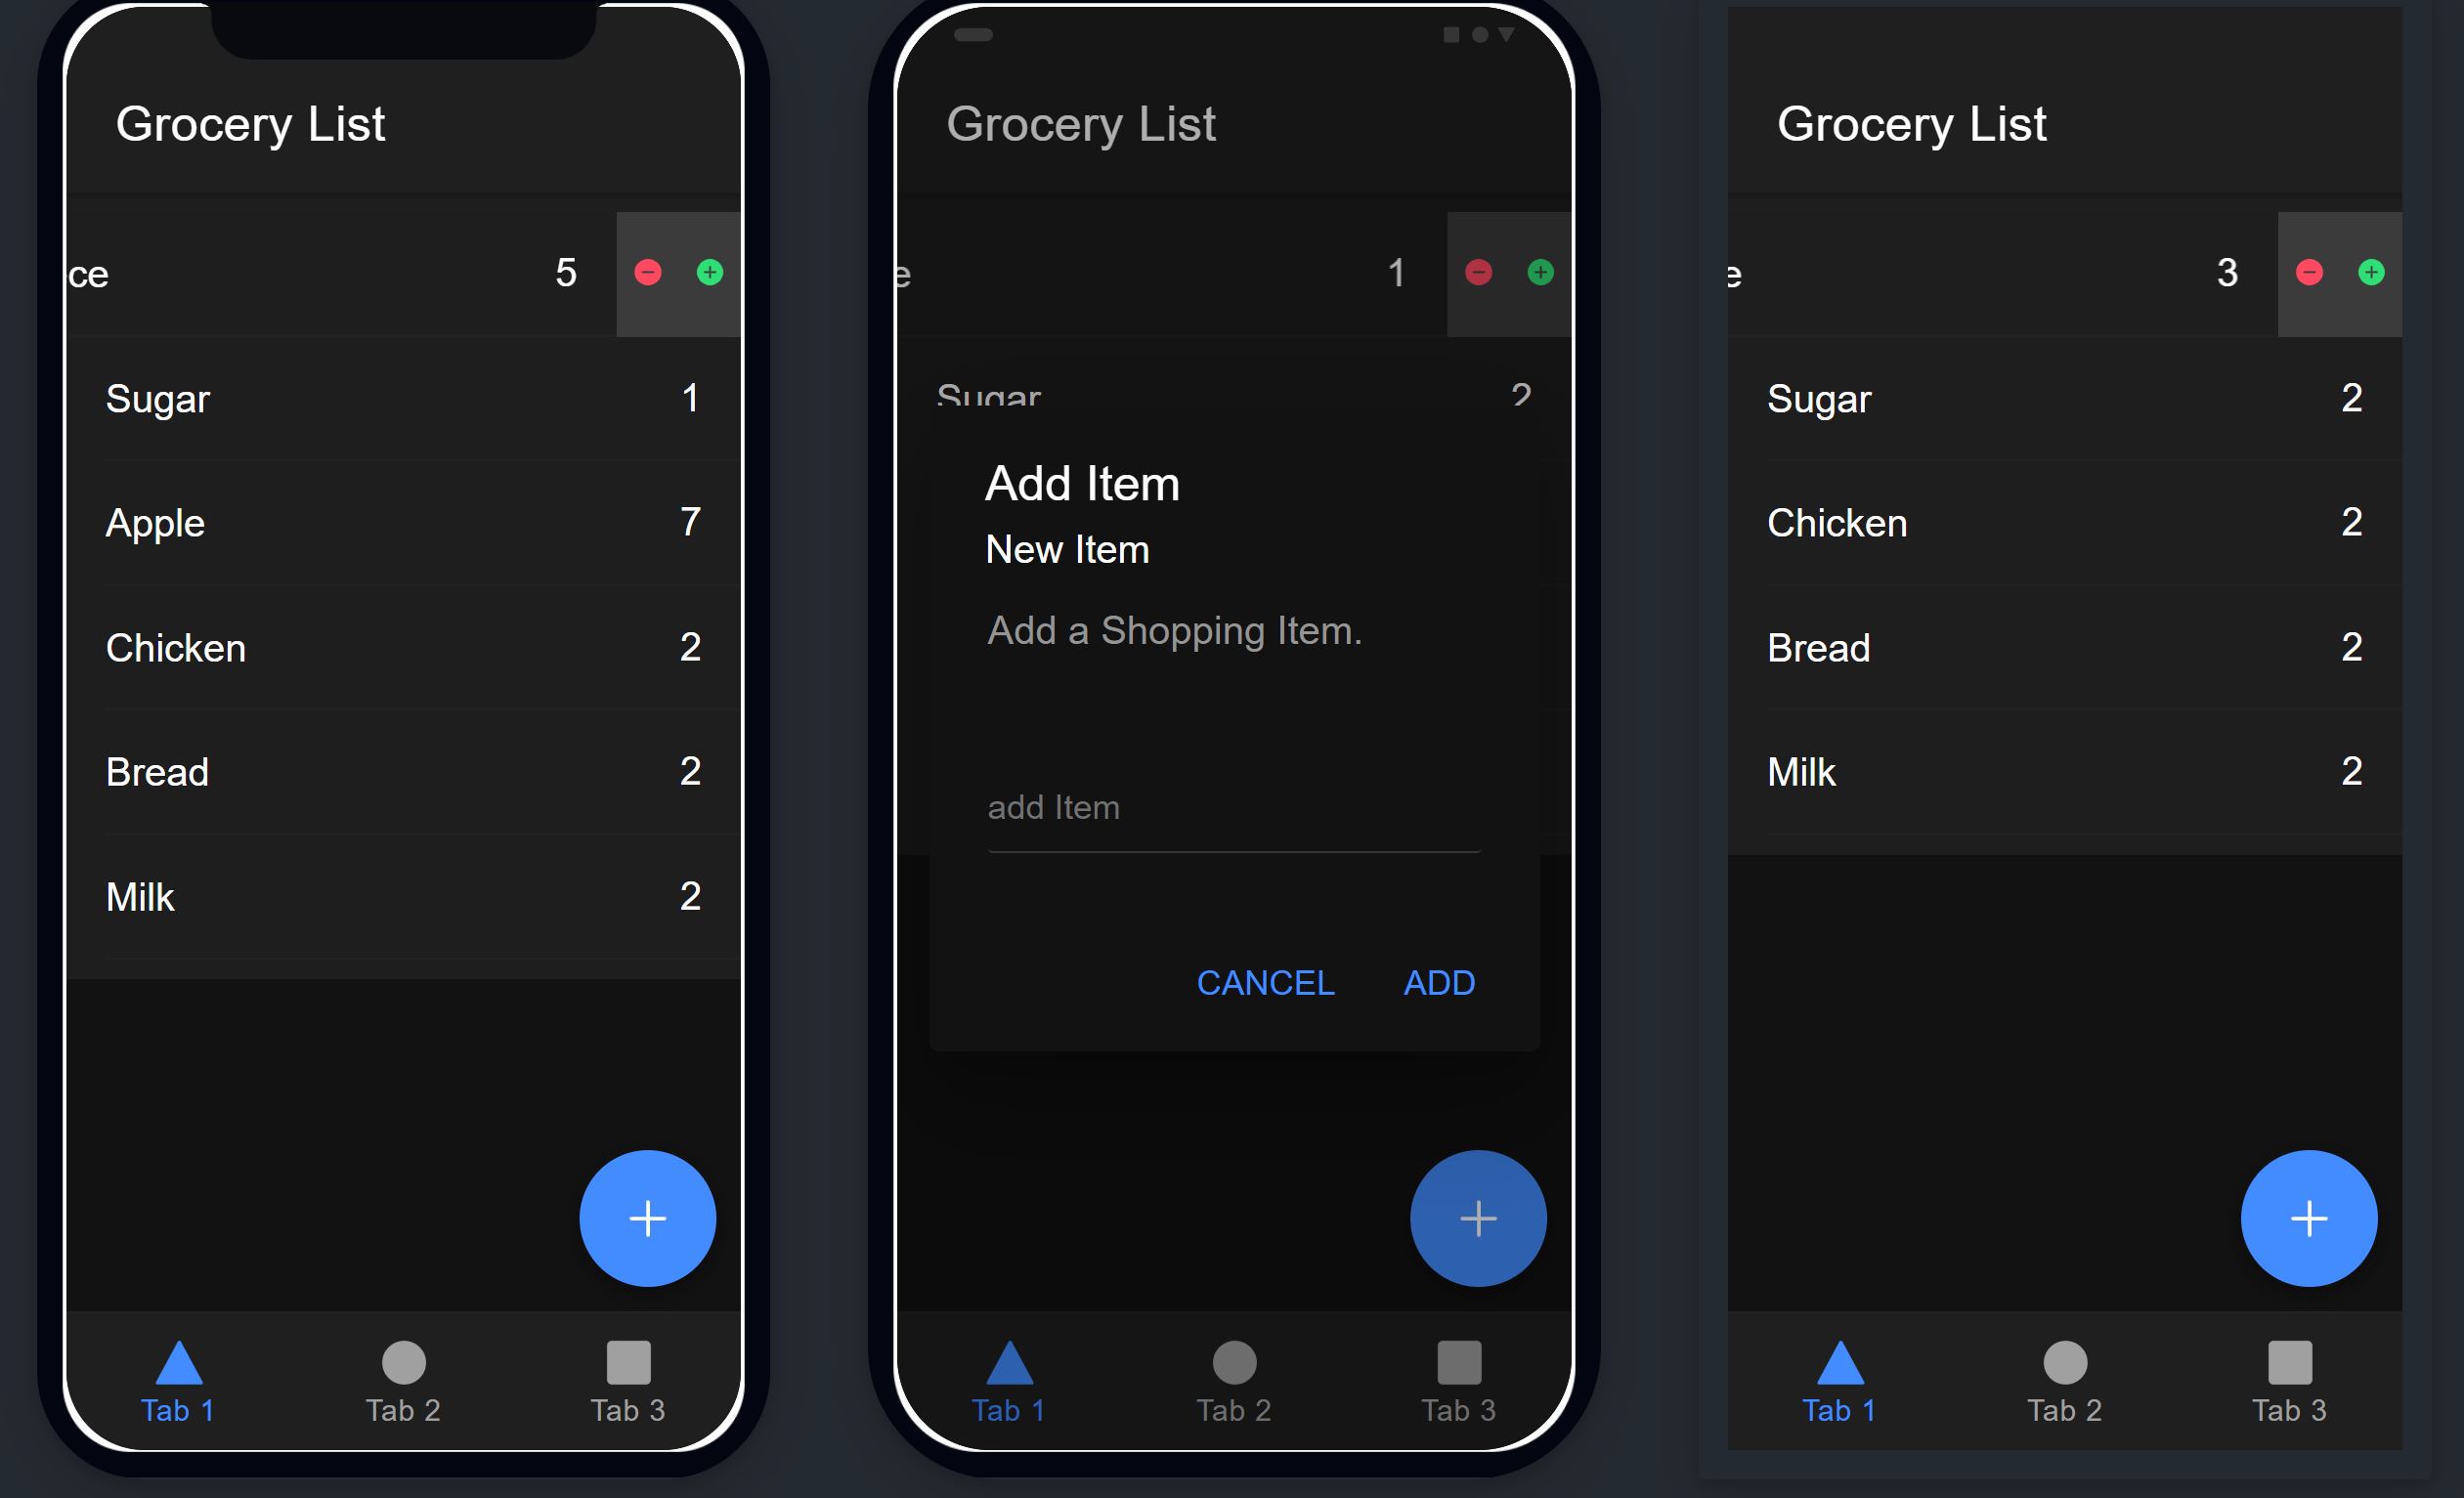 Grocery List
ce 5
Sugar 1
Apple 7
Chicken 2
Bread 2
Milk 2
Tab 1 Tab 2 Tab 3
Grocery List
e 1
Sugar 2
Add Item
New Item
Add a Shopping Item.
add Item
CANCEL ADD
Tab 1 Tab 2 Tab 3
Grocery List
e 3
Sugar 2
Chicken 2
Bread 2
Milk 2
Tab 1 Tab 2 Tab 3